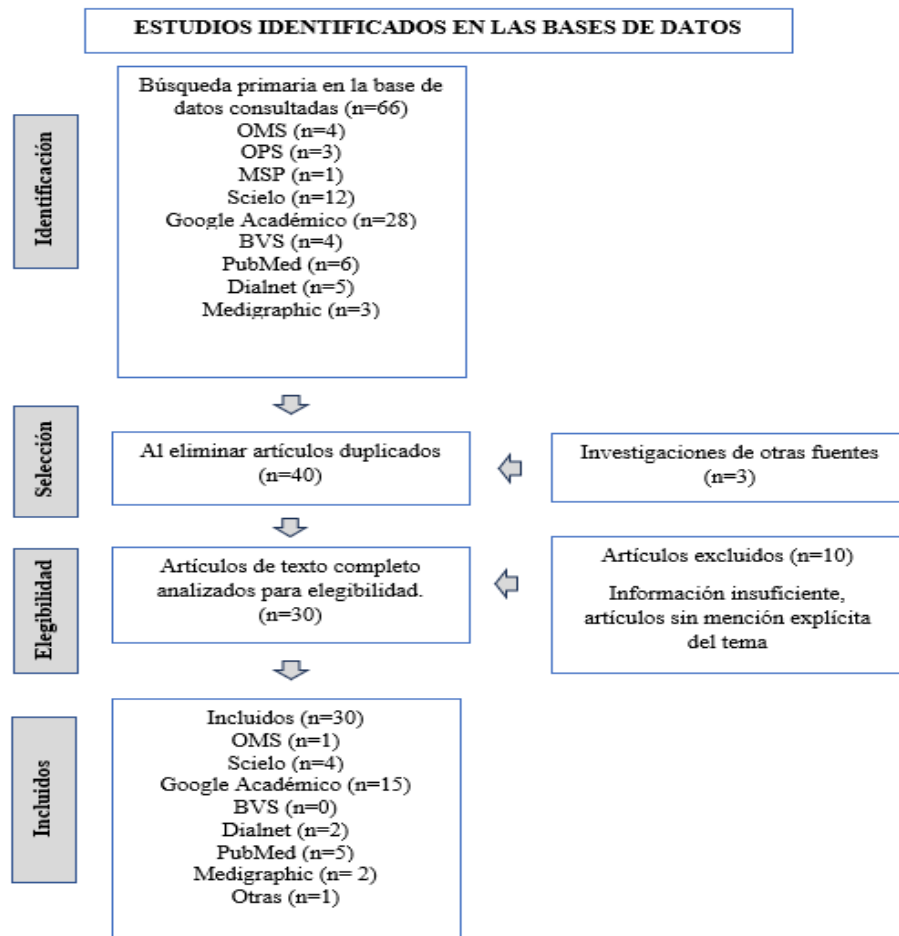 ESTUDIOS IDENTIFICADOS EN LAS BASES DE DATOS
Identificación
Búsqueda primaria en la base de
datos consultadas (n=66)
OMS (n=4)
OPS (n=3)
MSP (n=1)
Scielo (n=12)
Google Académico (n=28)
BVS (n=4)
PubMed (n=6)
Dialnet (n=5)
Medigraphic (n=3)
Selección
Al eliminar artículos duplicados
(n=40)
Investigaciones de otras fuentes
(n=3)
Elegibilidad
Artículos de texto completo
analizados para elegibilidad.
(n=30)
Artículos excluidos (n=10)
Información insuficiente,
artículos sin mención explícita
del tema
Incluidos
Incluidos (n=30)
OMS (n=1)
Scielo (n=4)
Google Académico (n=15)
BVS (n=0)
Dialnet (n=2)
PubMed (n=5)
Medigraphic (n= 2)
Otras (n=1)